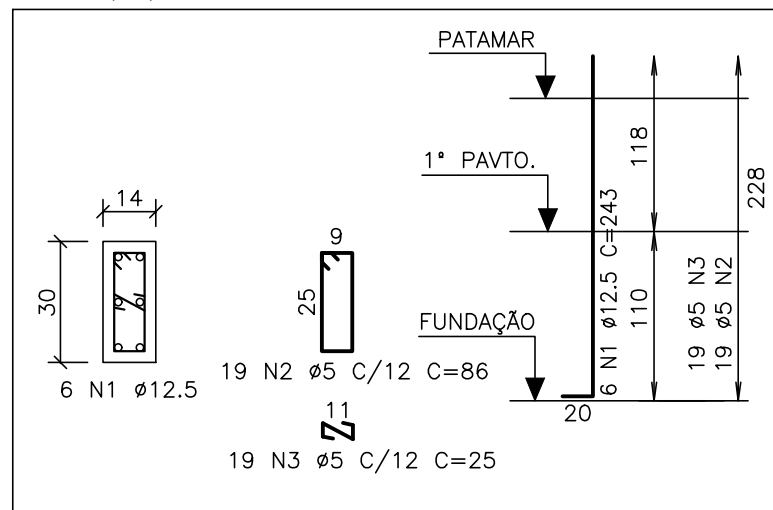 PATAMAR
1ª PAVTO.
FUNDAÇÃO
14
30
6 N1 ø12.5
9
25
19 N2 ø5 C/12 C=86
11
19 N3 ø5 C/12 C=25
20
6 N1 ø12.5 C=243
118
110
228
19 ø5 N3
19 ø5 N2